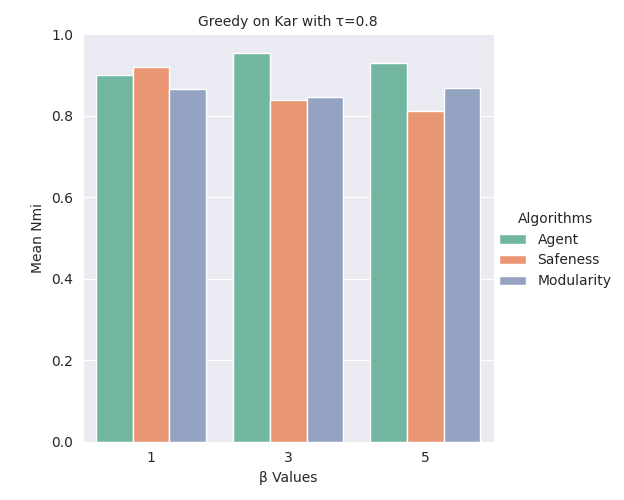 Greedy on Kar with τ=0.8
1.0
0.8
0.6
0.4
0.2
0.0
Mean Nmi
1 3 5
β Values
Algorithms
Agent
Safeness
Modularity